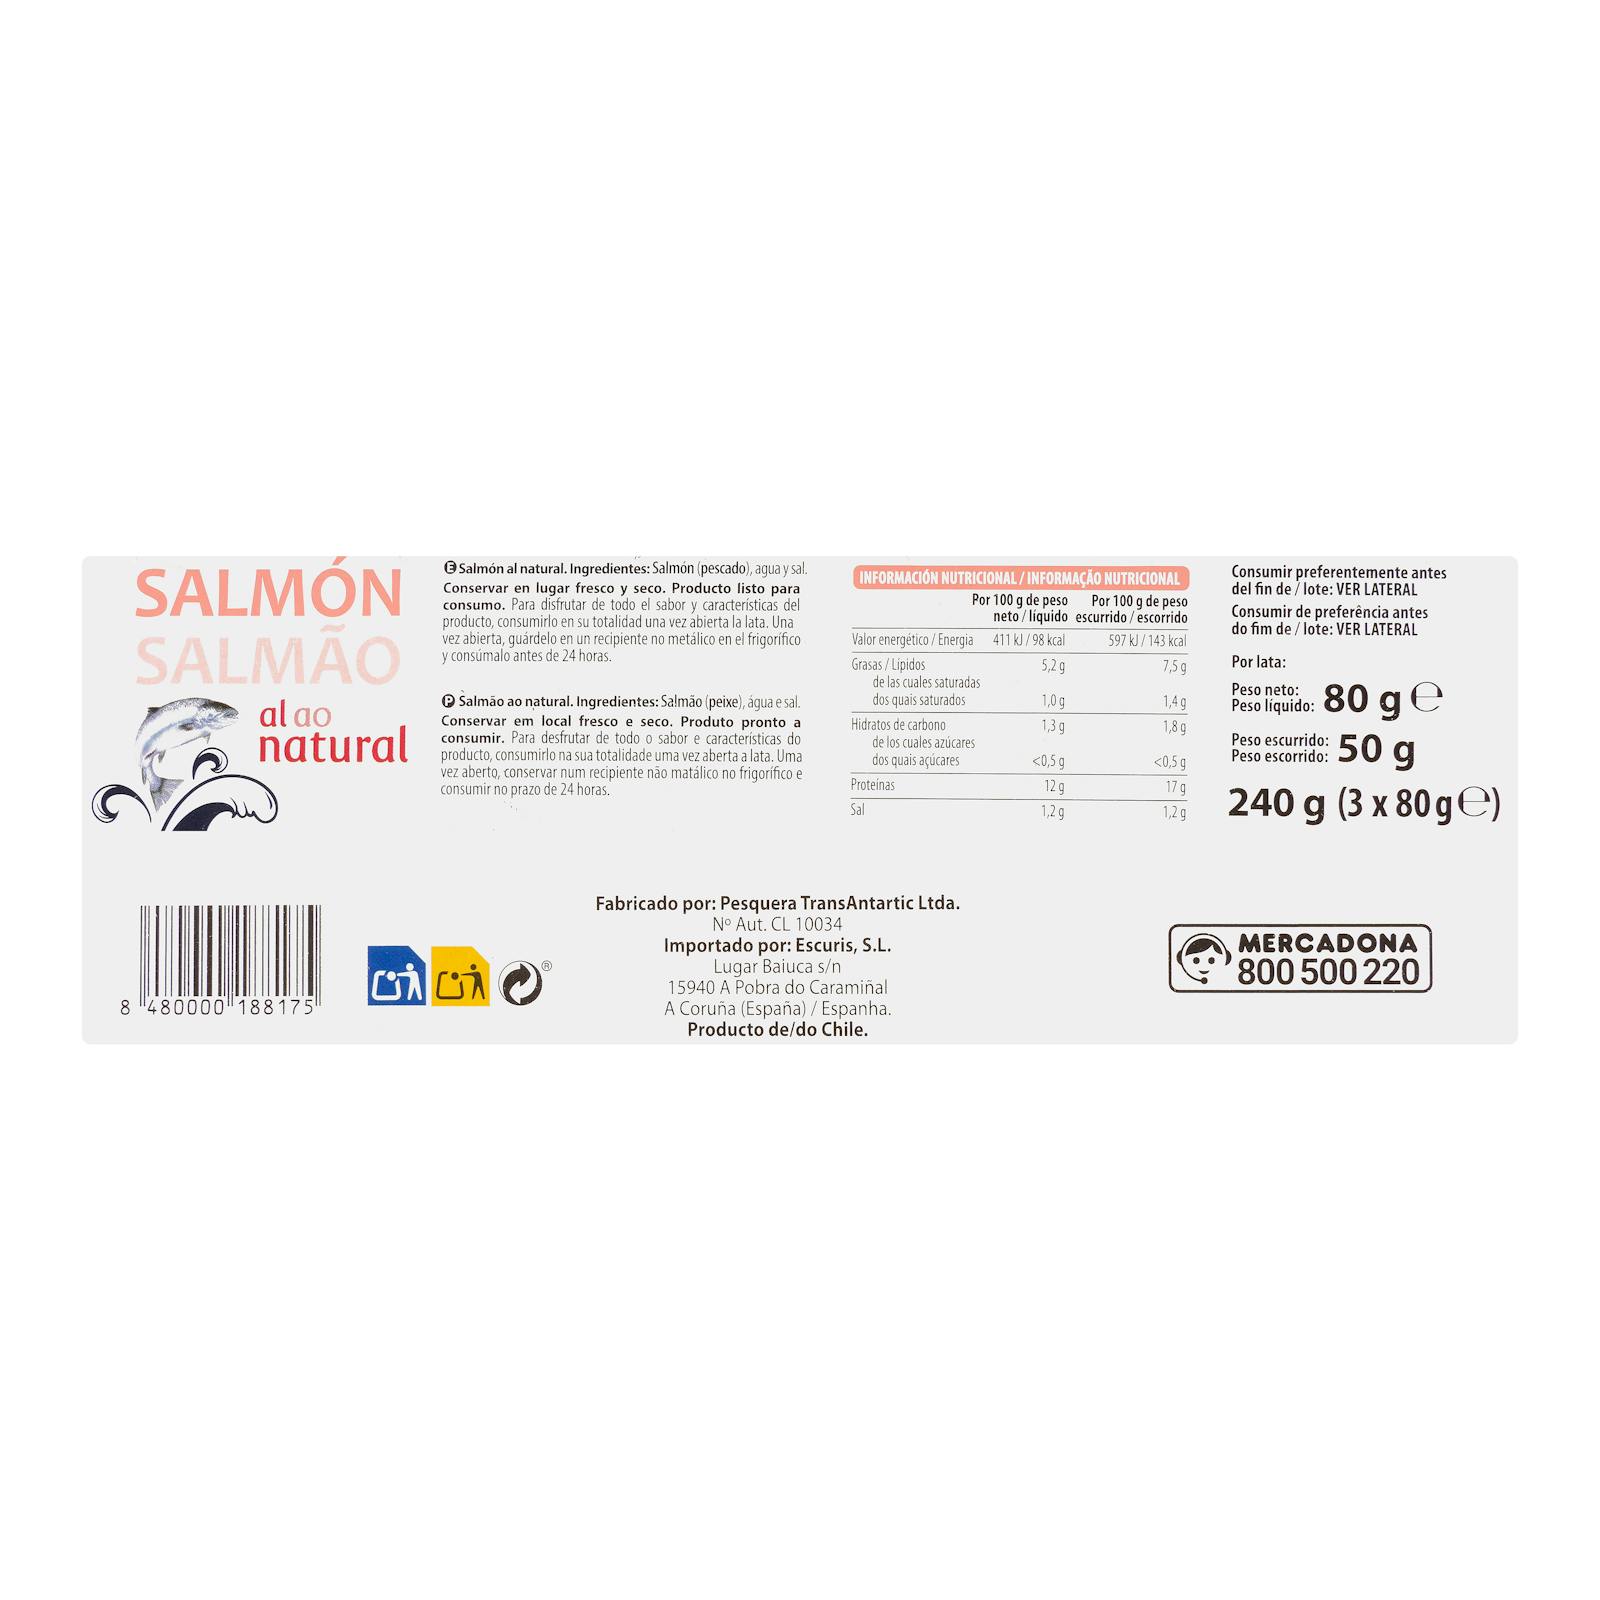 SALMÓN
SALMÃO
al ao
natural
E Salmón al natural. Ingredientes: Salmón (pescado), agua y sal.
Conservar en lugar fresco y seco. Producto listo para
consumo. Para disfrutar de todo el sabor y características del
producto, consumirlo en su totalidad una vez abierta la lata. Una
vez abierta, guárdelo en un recipiente no metálico en el frigorífico
y consúmalo antes de 24 horas.
P Salmão ao natural. Ingredientes: Salmão (peixe), água e sal.
Conservar em local fresco e seco. Produto pronto a
consumir. Para desfrutar de todo o sabor e características do
producto, consumirlo na sua totalidade uma vez aberta a lata. Uma
vez aberto, conservar num recipiente não matálico no frigorífico e
consumir no prazo de 24 horas.
INFORMACIÓN NUTRICIONAL / INFORMAÇÃO NUTRICIONAL
Por 100 g de peso Por 100 g de peso
neto / líquido escurrido / escorrido
Valor energético / Energia 411 kJ / 98 kcal 597 kJ / 143 kcal
Grasas / Lípidos 5,2 g 7,5 g
de las cuales saturadas
dos quais saturados 1,0 g 1,4 g
Hidratos de carbono 1,3 g 1,8 g
de los cuales azúcares
dos quais açúcares <0,5 g <0,5 g
Proteínas 12 g 17 g
Sal 1,2 g 1,2 g
Consumir preferentemente antes
del fin de / lote: VER LATERAL
Consumir de preferência antes
do fim de / lote: VER LATERAL
Por lata:
Peso neto:
Peso líquido: 80 g ℮
Peso escurrido:
Peso escorrido: 50 g
240 g (3 x 80 g ℮)
8 480000 188175
®
Fabricado por: Pesquera TransAntartic Ltda.
Nº Aut. CL 10034
Importado por: Escuris, S.L.
Lugar Baiuca s/n
15940 A Pobra do Caramiñal
A Coruña (España) / Espanha.
Producto de/do Chile.
MERCADONA
800 500 220